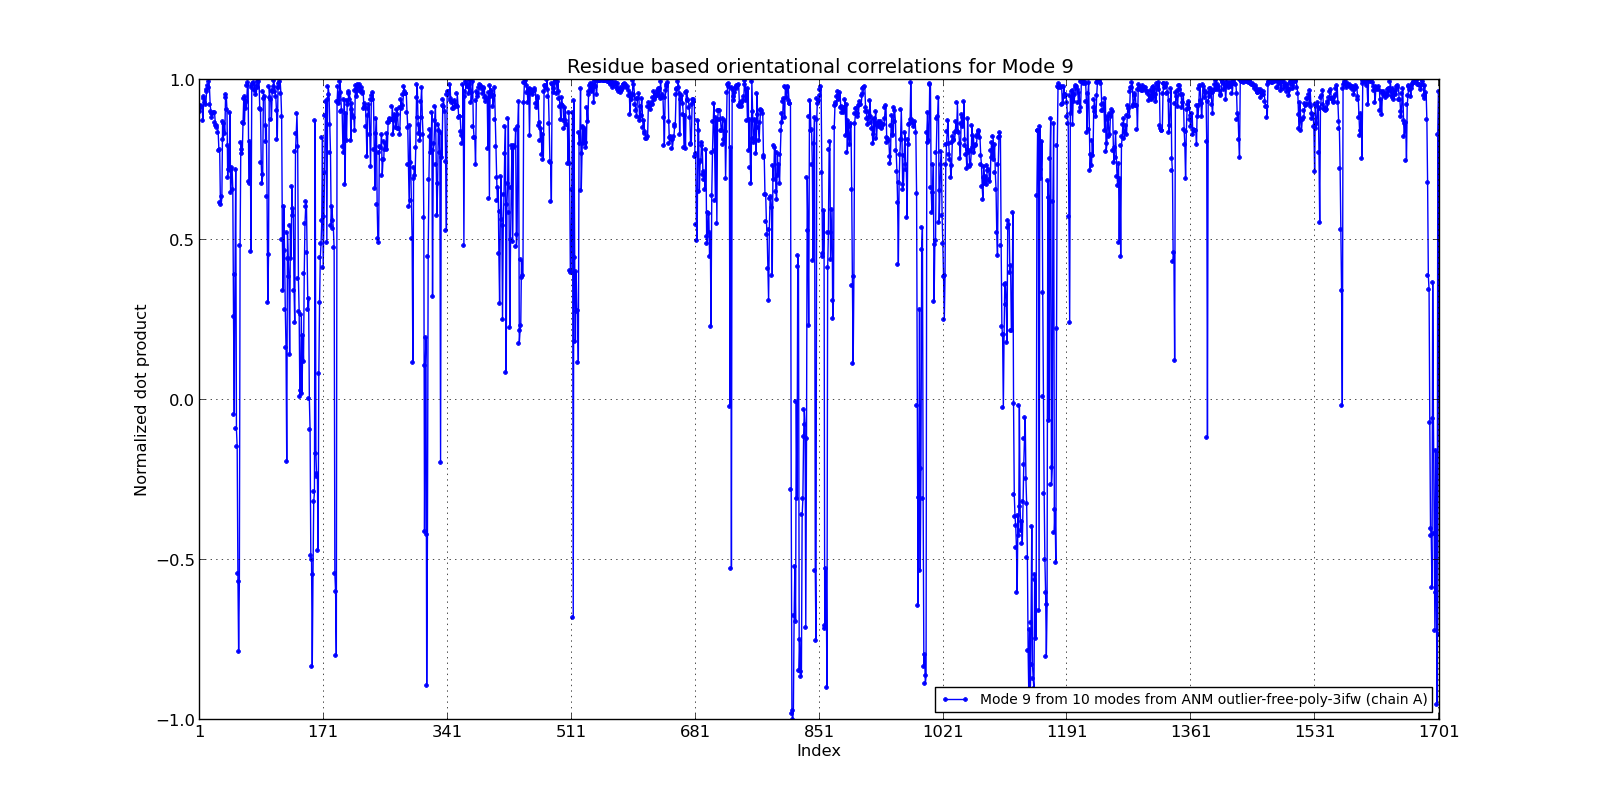 Residue based orientational correlations for Mode 9
1.0
0.5
0.0
−0.5
−1.0
Normalized dot product
Mode 9 from 10 modes from ANM outlier-free-poly-3ifw (chain A)
1 171 341 511 681 851 1021 1191 1361 1531 1701
Index